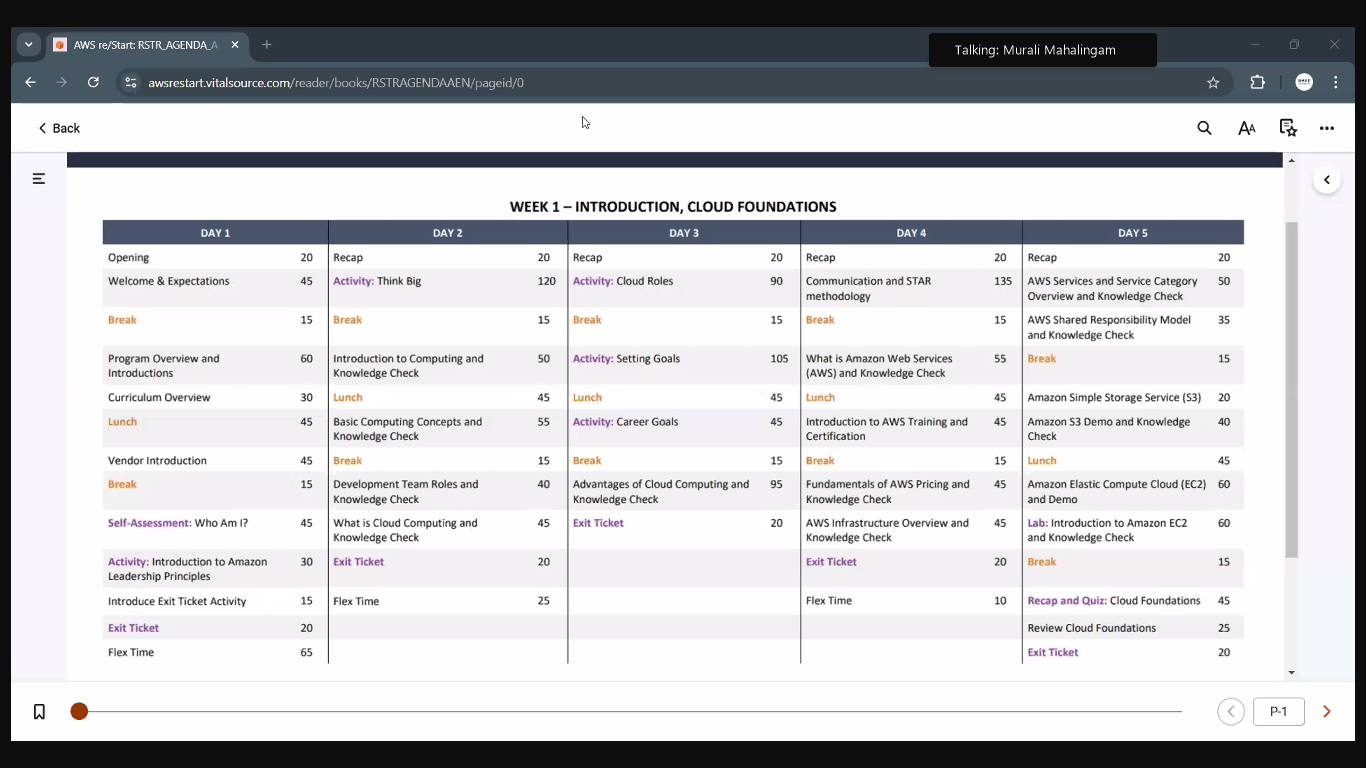 AWS re/Start: RSTR_AGENDA_A
Talking: Murali Mahalingam
awsrestart.vitalsource.com/reader/books/RSTRAGENDAAEN/pageid/0
Back
WEEK 1 – INTRODUCTION, CLOUD FOUNDATIONS
DAY 1
Opening 20
Welcome & Expectations 45
Break 15
Program Overview and
Introductions 60
Curriculum Overview 30
Lunch 45
Vendor Introduction 45
Break 15
Self-Assessment: Who Am I? 45
Activity: Introduction to Amazon 30
Leadership Principles
Introduce Exit Ticket Activity 15
Exit Ticket 20
Flex Time 65
DAY 2
Recap 20
Activity: Think Big 120
Break 15
Introduction to Computing and 50
Knowledge Check
Lunch 45
Basic Computing Concepts and 55
Knowledge Check
Break 15
Development Team Roles and 40
Knowledge Check
What is Cloud Computing and 45
Knowledge Check
Exit Ticket 20
Flex Time 25
DAY 3
Recap 20
Activity: Cloud Roles 90
Break 15
Activity: Setting Goals 105
Lunch 45
Activity: Career Goals 45
Break 15
Advantages of Cloud Computing and 95
Knowledge Check
Exit Ticket 20
DAY 4
Recap 20
Communication and STAR 135
methodology
Break 15
What is Amazon Web Services 55
(AWS) and Knowledge Check
Lunch 45
Introduction to AWS Training and 45
Certification
Break 15
Fundamentals of AWS Pricing and 45
Knowledge Check
AWS Infrastructure Overview and 45
Knowledge Check
Exit Ticket 20
Flex Time 10
DAY 5
Recap 20
AWS Services and Service Category 50
Overview and Knowledge Check
AWS Shared Responsibility Model 35
and Knowledge Check
Break 15
Amazon Simple Storage Service (S3) 20
Amazon S3 Demo and Knowledge 40
Check
Lunch 45
Amazon Elastic Compute Cloud (EC2) 60
and Demo
Lab: Introduction to Amazon EC2 60
and Knowledge Check
Break 15
Recap and Quiz: Cloud Foundations 45
Review Cloud Foundations 25
Exit Ticket 20
P-1